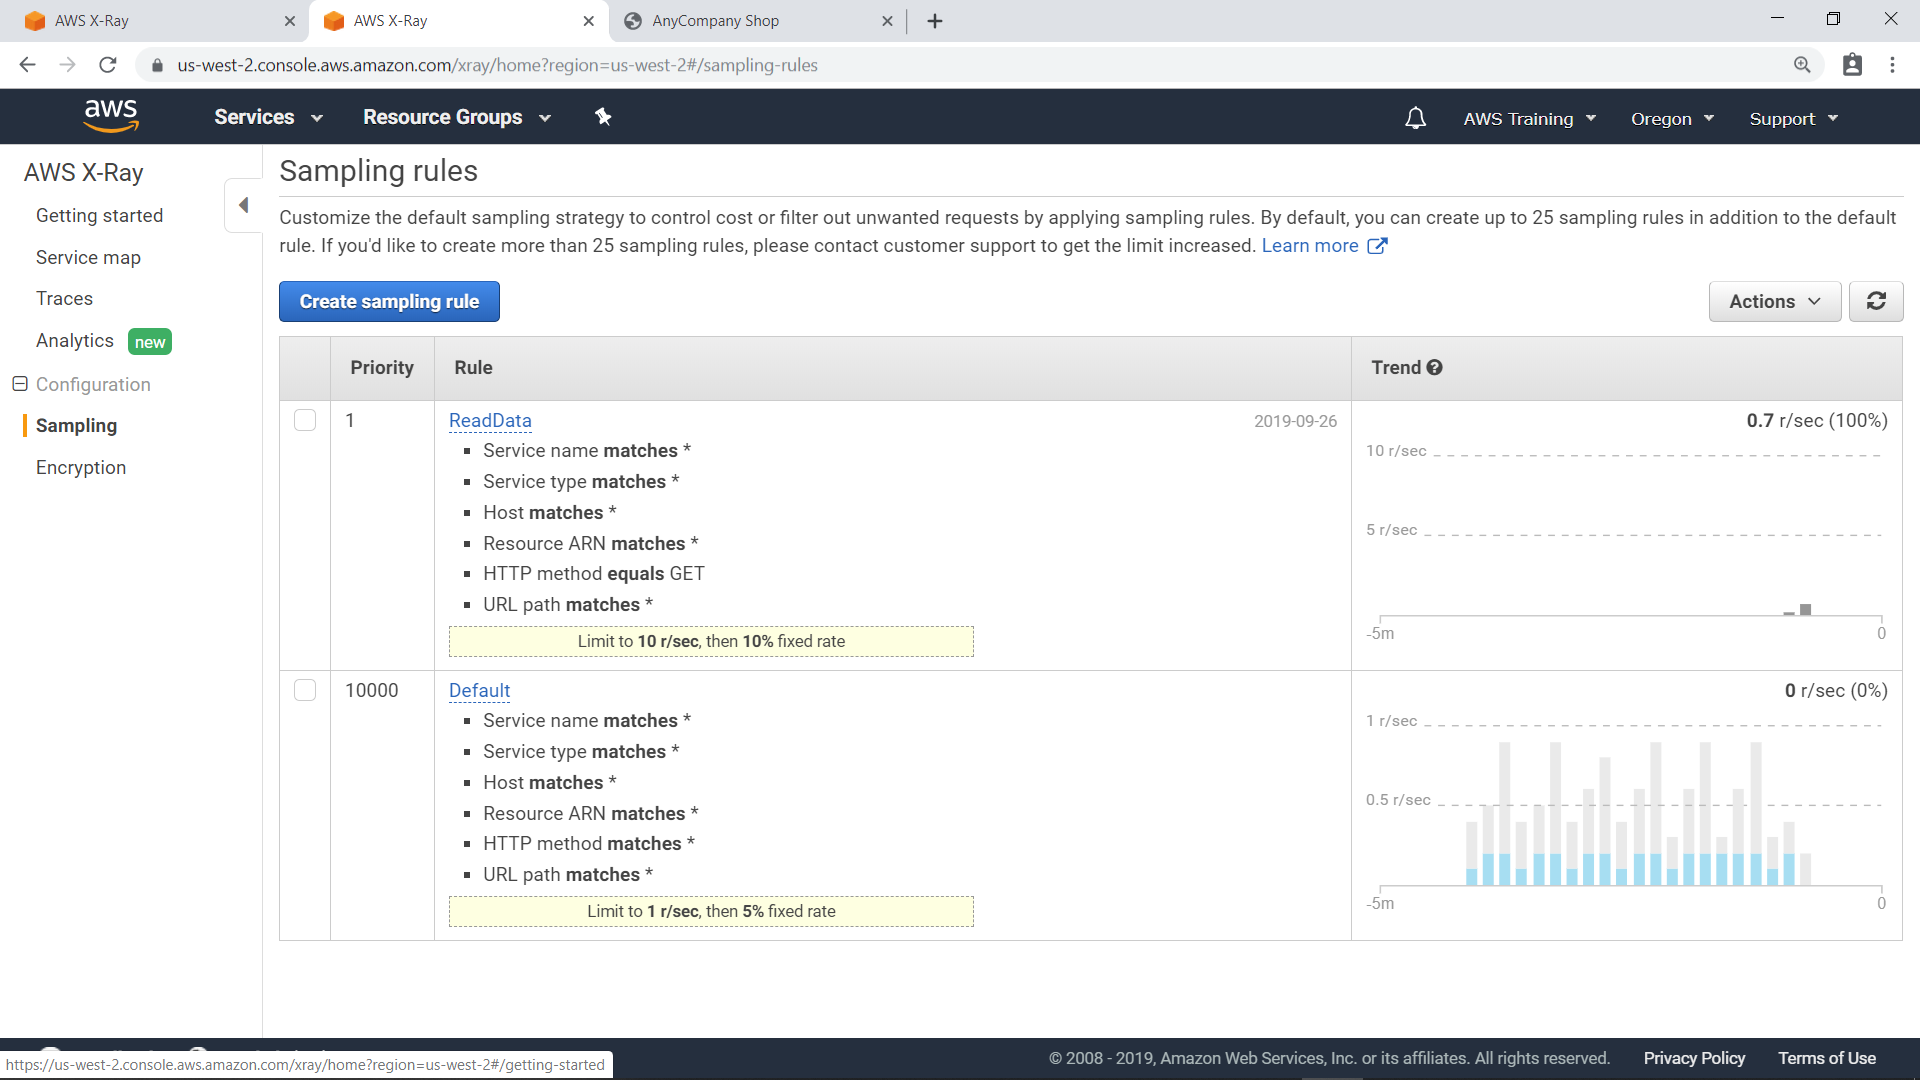 AWS X-Ray
AWS X-Ray
AnyCompany Shop
us-west-2.console.aws.amazon.com/xray/home?region=us-west-2#/sampling-rules
aws
Services
Resource Groups
AWS Training
Oregon
Support
AWS X-Ray
Getting started
Service map
Traces
Analytics new
Configuration
Sampling
Encryption
Sampling rules
Customize the default sampling strategy to control cost or filter out unwanted requests by applying sampling rules. By default, you can create up to 25 sampling rules in addition to the default
rule. If you'd like to create more than 25 sampling rules, please contact customer support to get the limit increased. Learn more
Create sampling rule
Actions
Priority
Rule
Trend
1
ReadData
2019-09-26
Service name matches *
Service type matches *
Host matches *
Resource ARN matches *
HTTP method equals GET
URL path matches *
Limit to 10 r/sec, then 10% fixed rate
0.7 r/sec (100%)
10 r/sec
5 r/sec
-5m
0
10000
Default
Service name matches *
Service type matches *
Host matches *
Resource ARN matches *
HTTP method matches *
URL path matches *
Limit to 1 r/sec, then 5% fixed rate
0 r/sec (0%)
1 r/sec
0.5 r/sec
-5m
0
https://us-west-2.console.aws.amazon.com/xray/home?region=us-west-2#/getting-started
© 2008 - 2019, Amazon Web Services, Inc. or its affiliates. All rights reserved.
Privacy Policy
Terms of Use